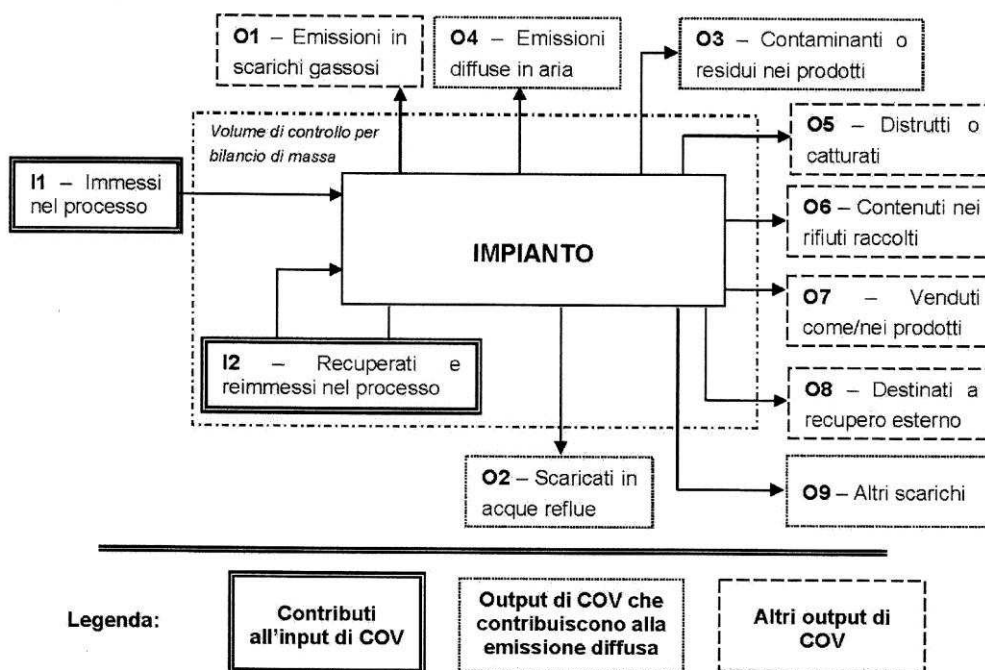 O1 – Emissioni in
scarichi gassosi
O4 – Emissioni
diffuse in aria
O3 – Contaminanti o
residui nei prodotti
Volume di controllo per
bilancio di massa
O5 – Distrutti o
catturati
I1 – Immessi
nel processo
O6 – Contenuti nei
rifiuti raccolti
IMPIANTO
O7 – Venduti
come/nei prodotti
I2 – Recuperati e
reimmessi nel processo
O8 – Destinati a
recupero esterno
O2 – Scaricati in
acque reflue
O9 – Altri scarichi
Legenda:
Contributi
all'input di COV
Output di COV che
contribuiscono alla
emissione diffusa
Altri output di
COV